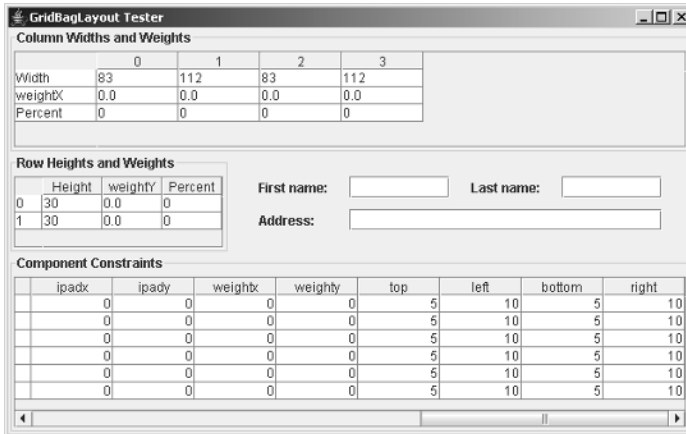 GridBagLayout Tester
Column Widths and Weights
0 1 2 3
Width 83 112 83 112
weightX 0.0 0.0 0.0 0.0
Percent 0 0 0 0
Row Heights and Weights
Height weightY Percent
0 30 0.0 0
1 30 0.0 0
First name: Last name:
Address:
Component Constraints
ipadx ipady weightx weighty top left bottom right
0 0 0 0 5 10 5 10
0 0 0 0 5 10 5 10
0 0 0 0 5 10 5 10
0 0 0 0 5 10 5 10
0 0 0 0 5 10 5 10
0 0 0 0 5 10 5 10